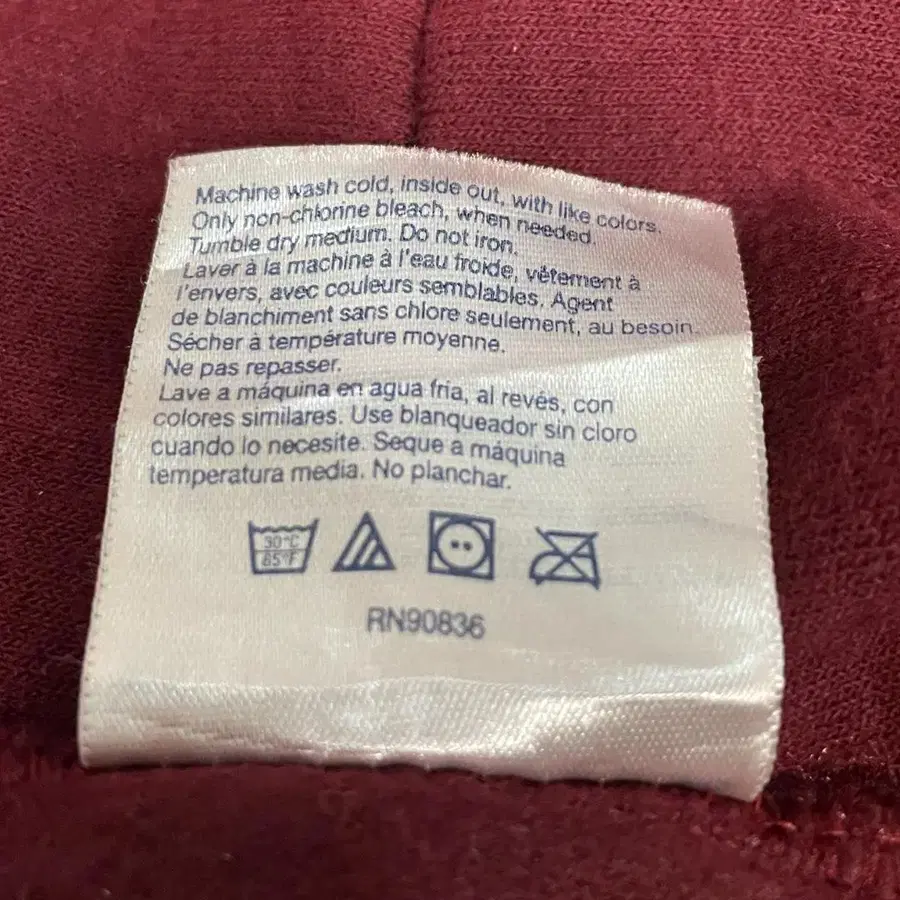 Machine wash cold, inside out, with like colors.
Only non-chlorine bleach, when needed.
Tumble dry medium. Do not iron.
Laver à la machine à l'eau froide, vêtement à
l'envers, avec couleurs semblables. Agent
de blanchiment sans chlore seulement, au besoin.
Sécher à température moyenne.
Ne pas repasser.
Lave a máquina en agua fria, al revés, con
colores similares. Use blanqueador sin cloro
cuando lo necesite. Seque a máquina
temperatura media. No planchar.
30°C
85°F
RN90836